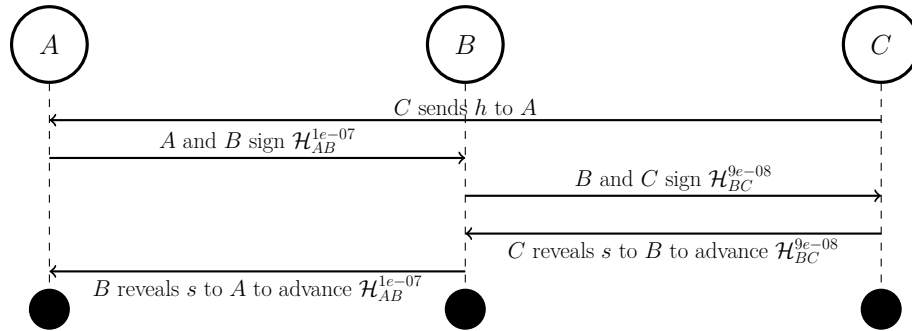 A B C
C sends h to A
A and B sign ℋ_{AB}^{1e−07}
B and C sign ℋ_{BC}^{9e−08}
C reveals s to B to advance ℋ_{BC}^{9e−08}
B reveals s to A to advance ℋ_{AB}^{1e−07}